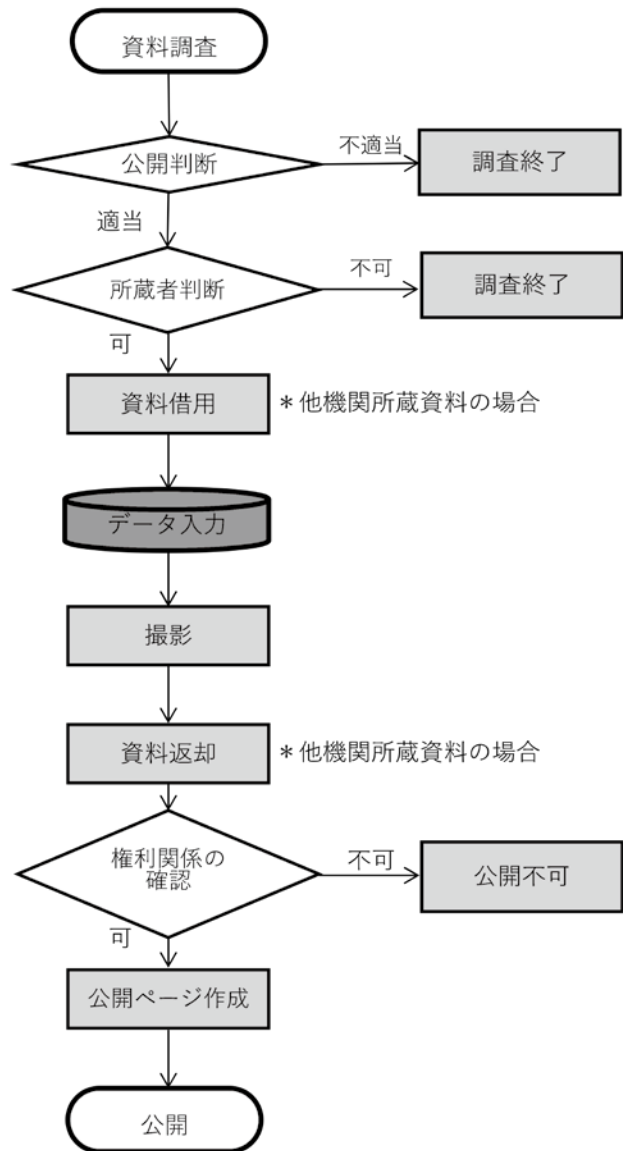 資料調査
公開判断
不適当
調査終了
適当
所蔵者判断
不可
調査終了
可
資料借用
＊他機関所蔵資料の場合
データ入力
撮影
資料返却
＊他機関所蔵資料の場合
権利関係の
確認
不可
公開不可
可
公開ページ作成
公開